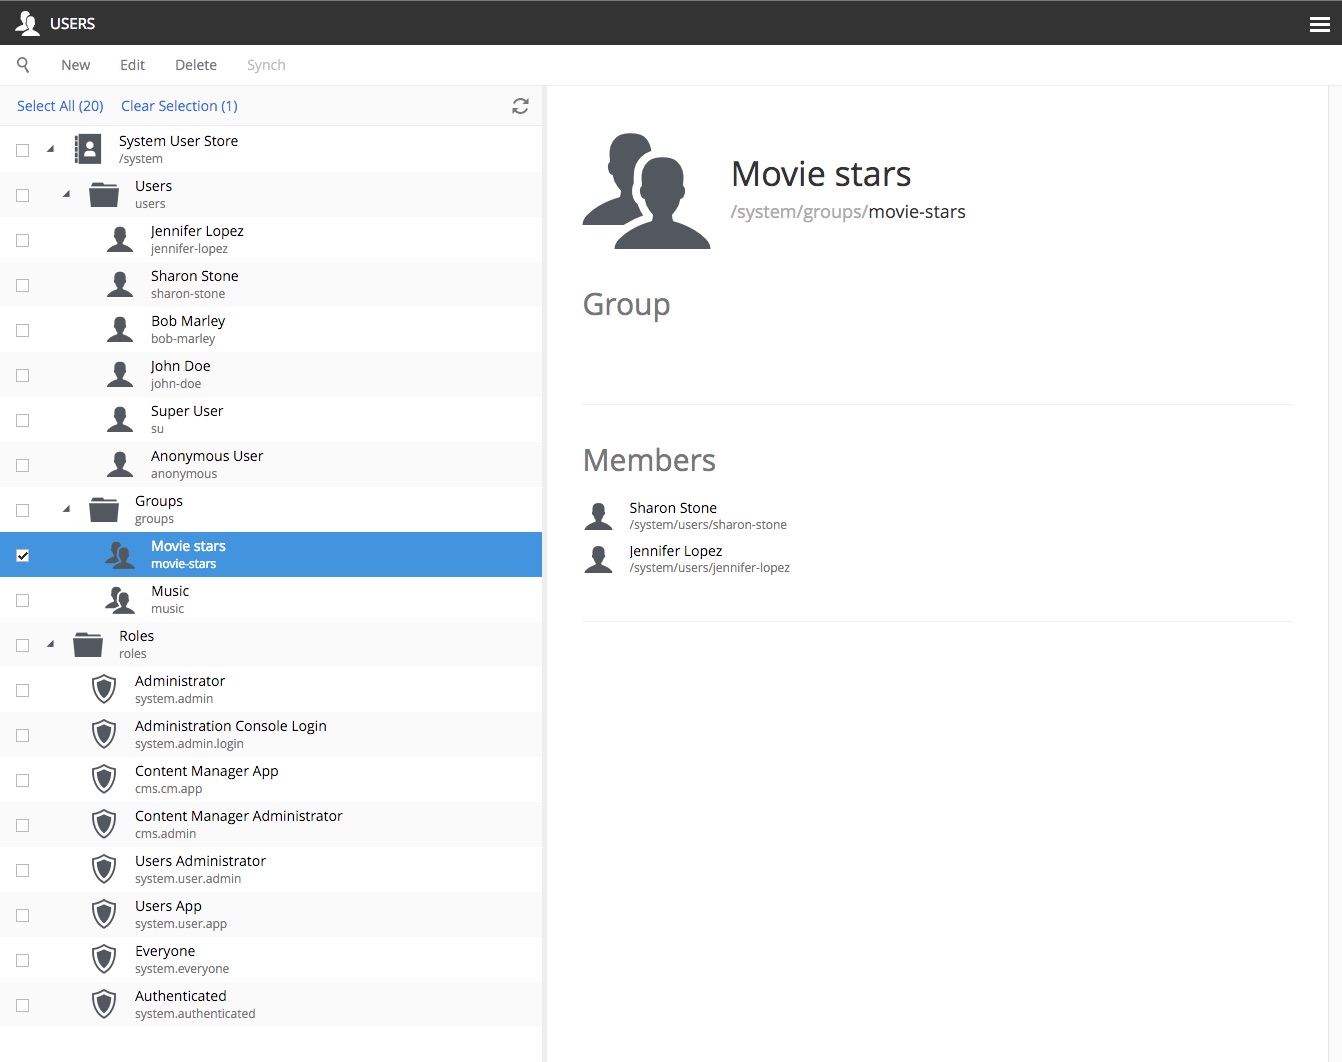 USERS
New Edit Delete Synch
Select All (20) Clear Selection (1)
System User Store
/system
Users
users
Jennifer Lopez
jennifer-lopez
Sharon Stone
sharon-stone
Bob Marley
bob-marley
John Doe
john-doe
Super User
su
Anonymous User
anonymous
Groups
groups
Movie stars
movie-stars
Music
music
Roles
roles
Administrator
system.admin
Administration Console Login
system.admin.login
Content Manager App
cms.cm.app
Content Manager Administrator
cms.admin
Users Administrator
system.user.admin
Users App
system.user.app
Everyone
system.everyone
Authenticated
system.authenticated
Movie stars
/system/groups/movie-stars
Group
Members
Sharon Stone
/system/users/sharon-stone
Jennifer Lopez
/system/users/jennifer-lopez